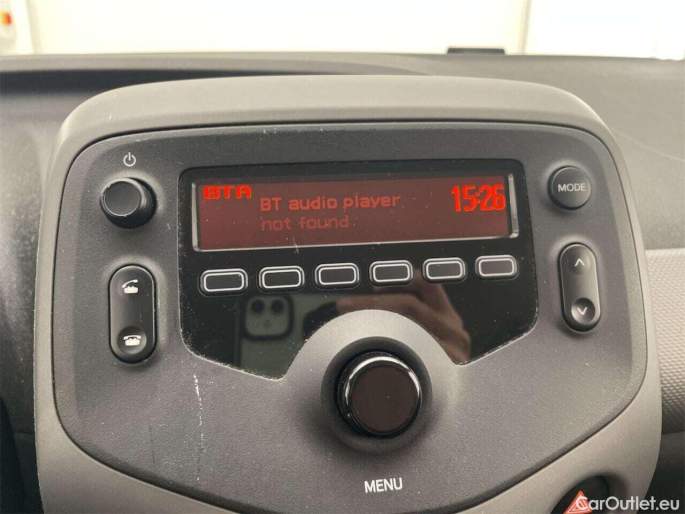 BTA
BT audio player
15:26
not found
MODE
MENU
CarOutlet.eu